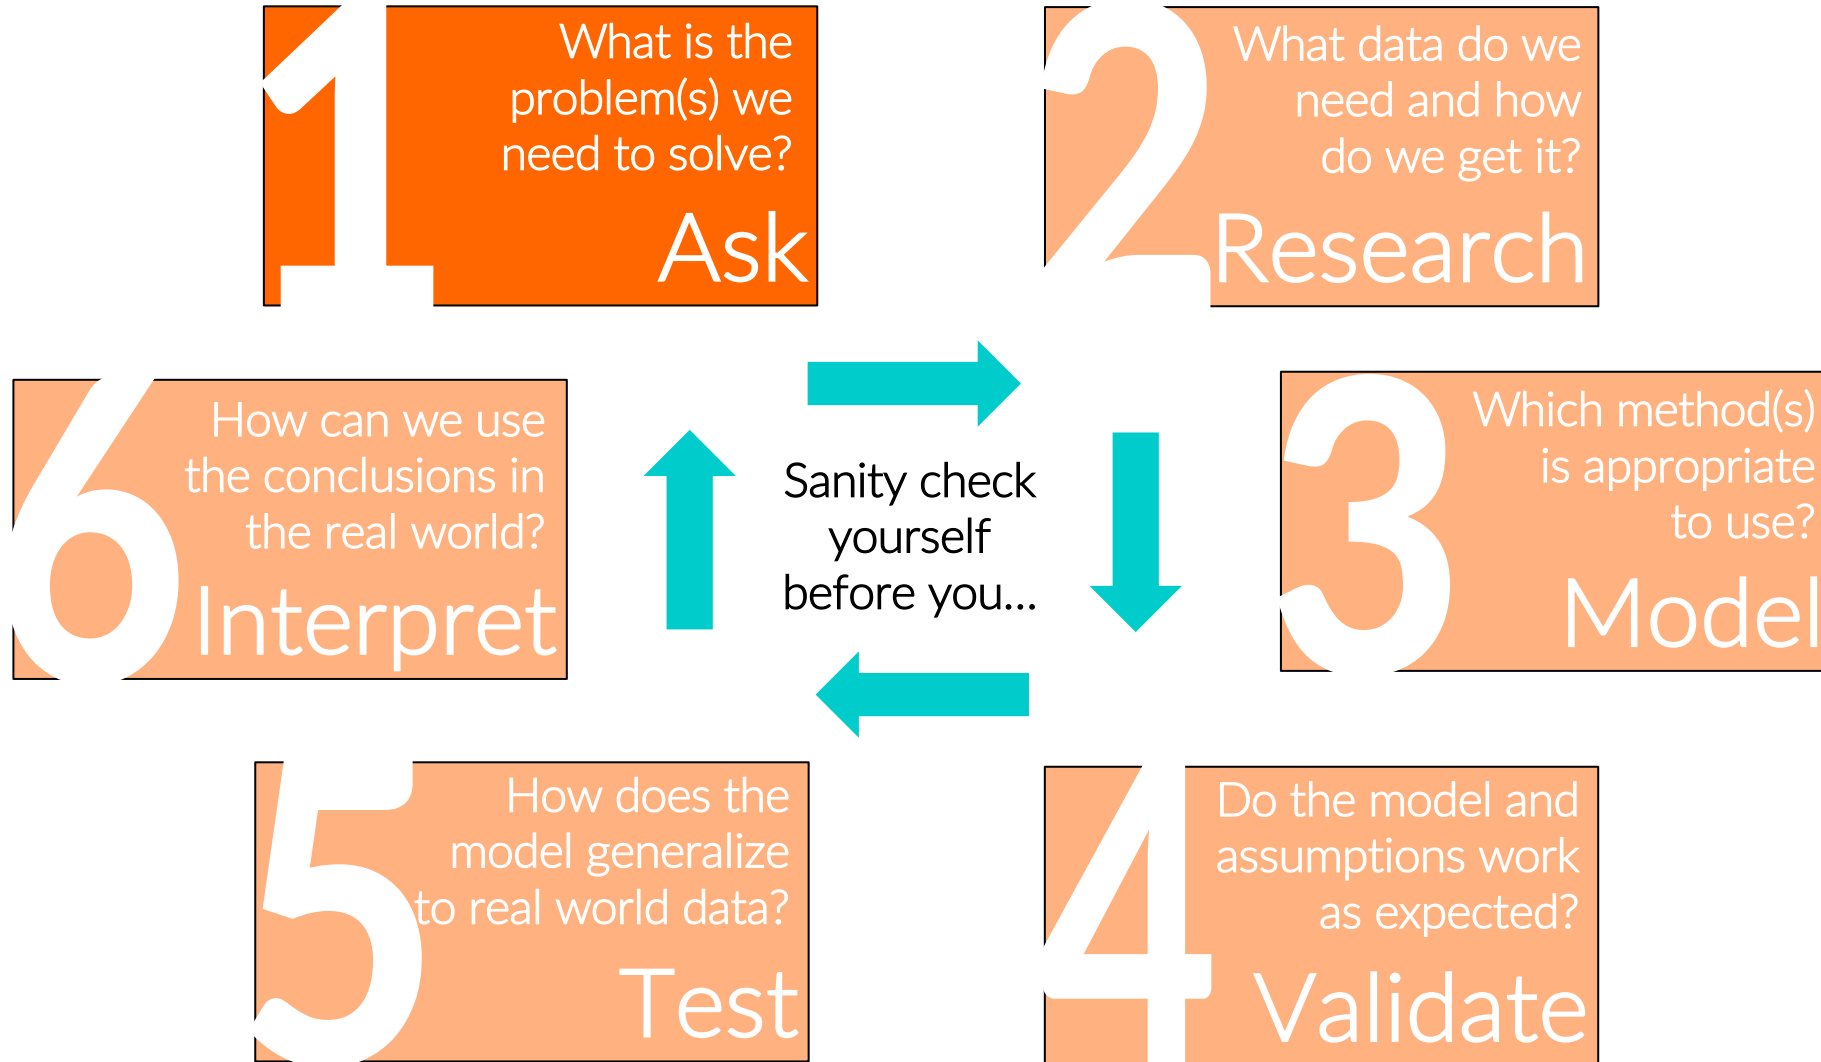 1
What is the
problem(s) we
need to solve?
Ask
2
What data do we
need and how
do we get it?
Research
3
Which method(s)
is appropriate
to use?
Model
4
Do the model and
assumptions work
as expected?
Validate
5
How does the
model generalize
to real world data?
Test
6
How can we use
the conclusions in
the real world?
Interpret
Sanity check
yourself
before you...